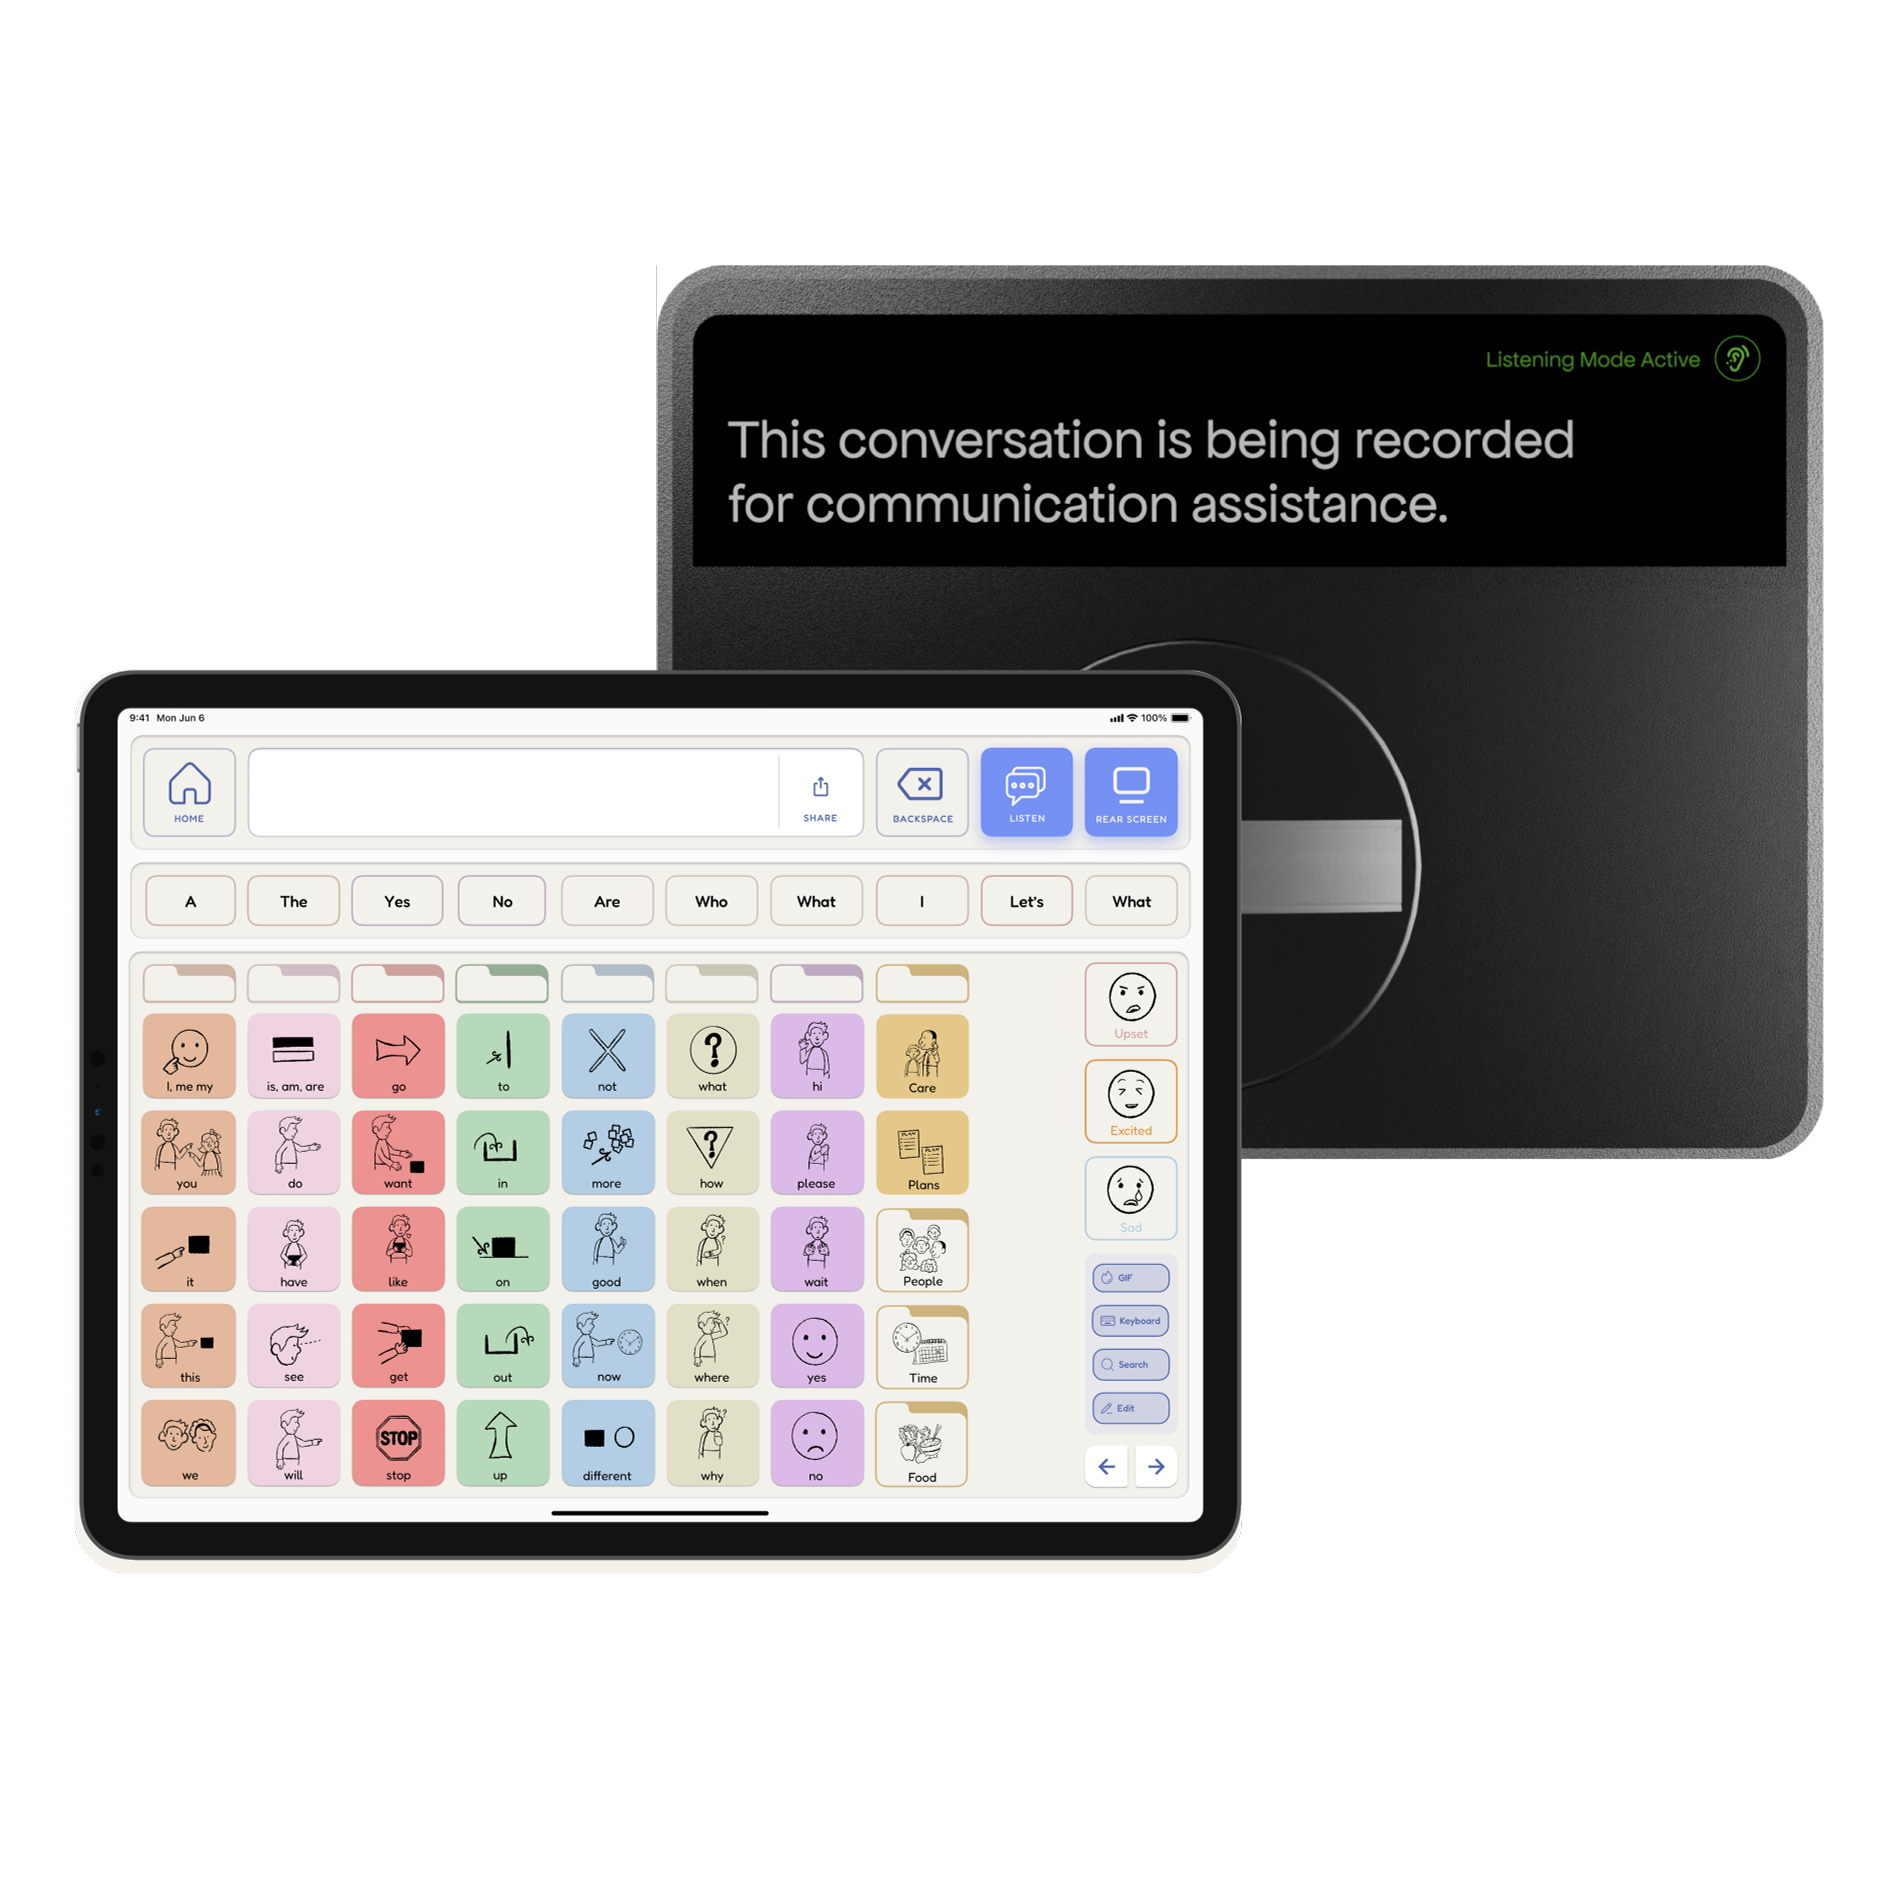 Listening Mode Active
This conversation is being recorded
for communication assistance.
9:41 Mon Jun 6
100%
HOME
SHARE
BACKSPACE
LISTEN
REAR SCREEN
A The Yes No Are Who What I Let's What
I, me my is, am, are go to not what hi Care
you do want in more how please Plans
PLAN PLAN
it have like on good when wait People
this see get out now where yes Time
STOP
we will stop up different why no Food
Upset
Excited
Sad
GIF
Keyboard
Search
Edit